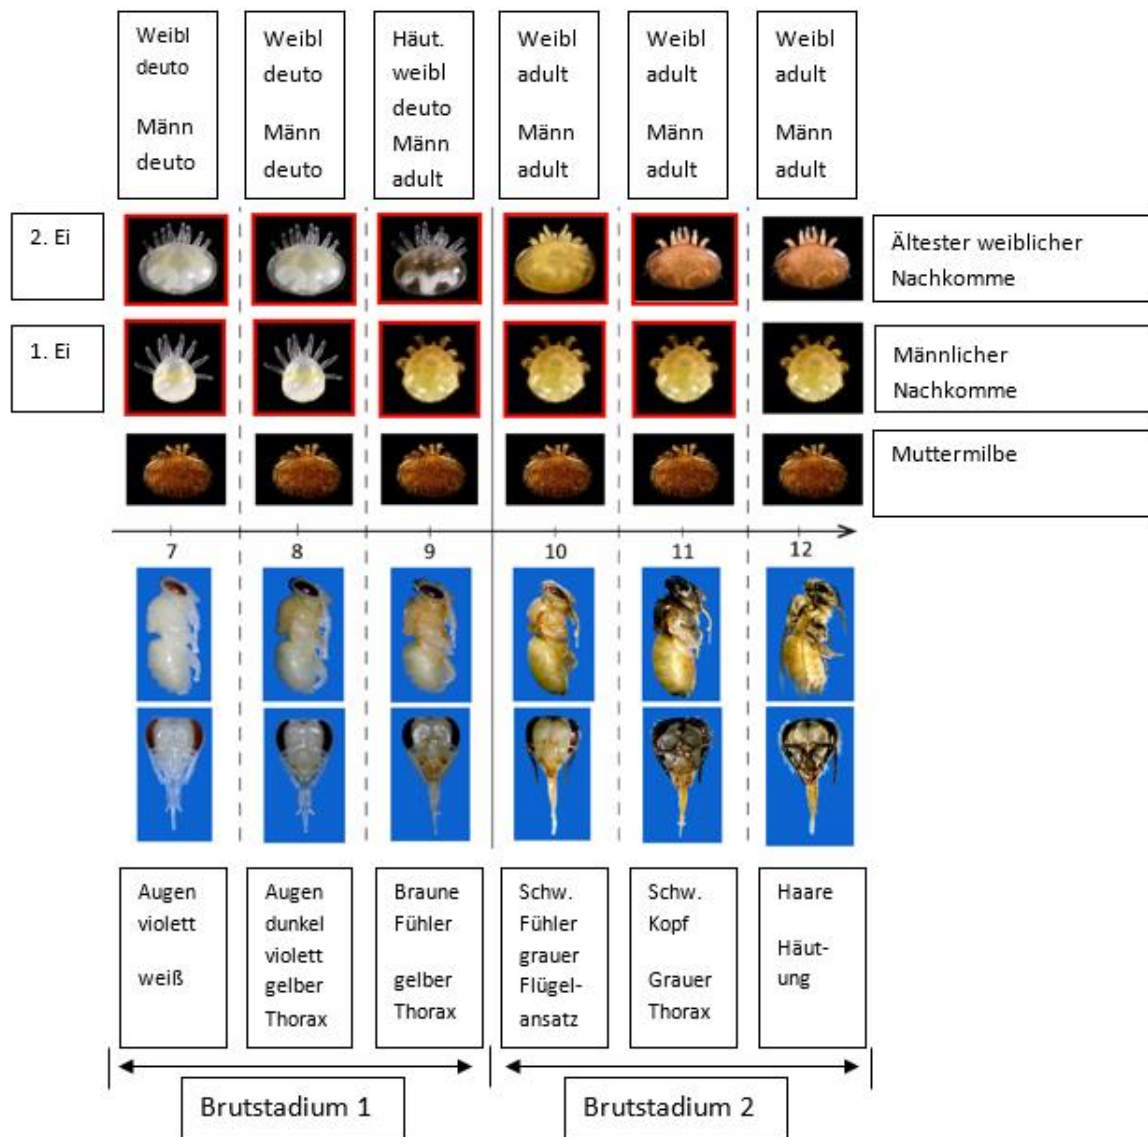 Weibl
deuto
Männ
deuto
Weibl
deuto
Männ
deuto
Häut.
weibl
deuto
Männ
adult
Weibl
adult
Männ
adult
Weibl
adult
Männ
adult
Weibl
adult
Männ
adult
2. Ei
Ältester weiblicher
Nachkomme
1. Ei
Männlicher
Nachkomme
Muttermilbe
7 8 9 10 11 12
Augen
violett
weiß
Augen
dunkel
violett
gelber
Thorax
Braune
Fühler
gelber
Thorax
Schw.
Fühler
grauer
Flügel-
ansatz
Schw.
Kopf
Grauer
Thorax
Haare
Häut-
ung
Brutstadium 1
Brutstadium 2